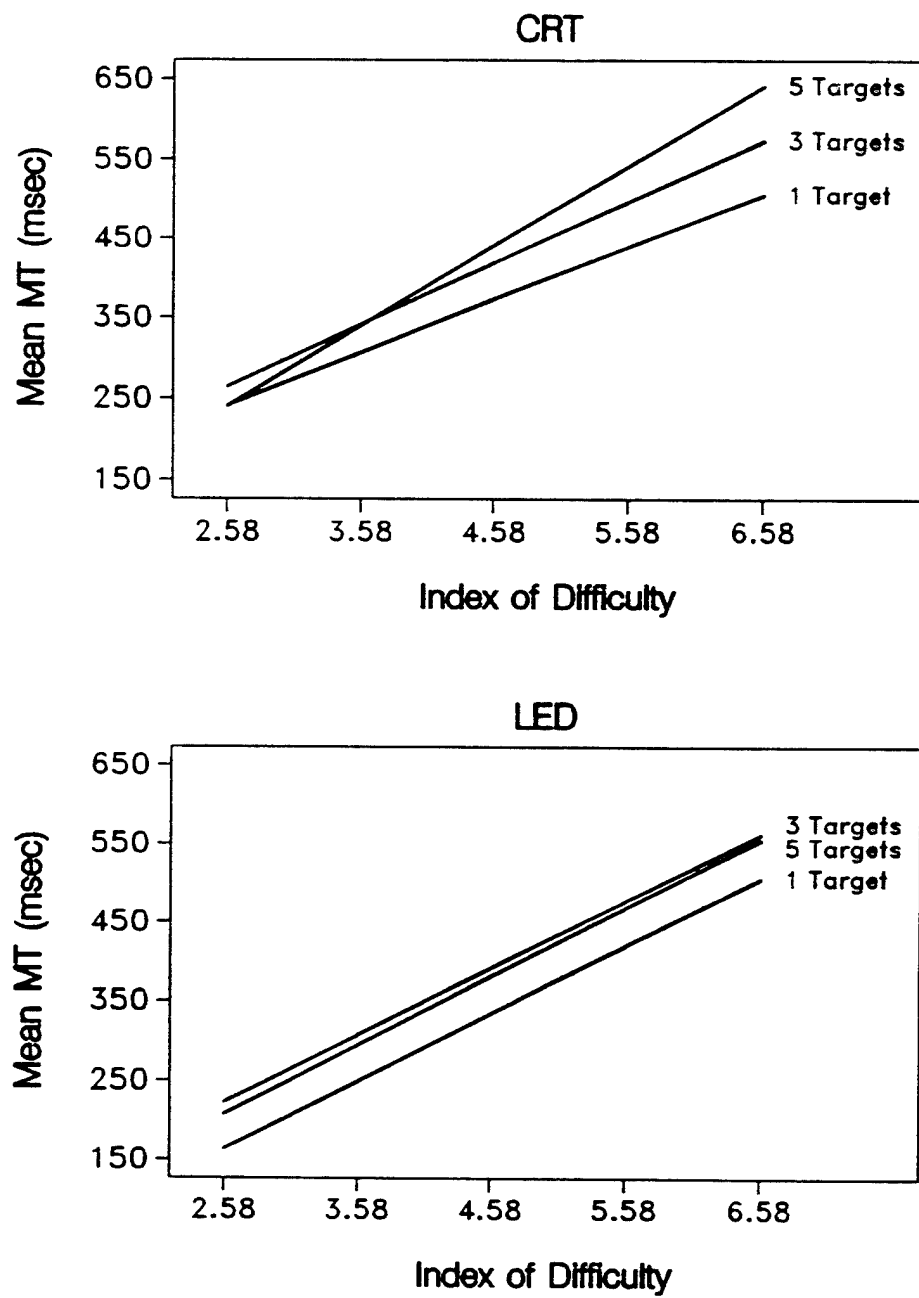 CRT
650
550
450
350
250
150
Mean MT (msec)
5 Targets
3 Targets
1 Target
2.58 3.58 4.58 5.58 6.58
Index of Difficulty
LED
650
550
450
350
250
150
Mean MT (msec)
3 Targets
5 Targets
1 Target
2.58 3.58 4.58 5.58 6.58
Index of Difficulty